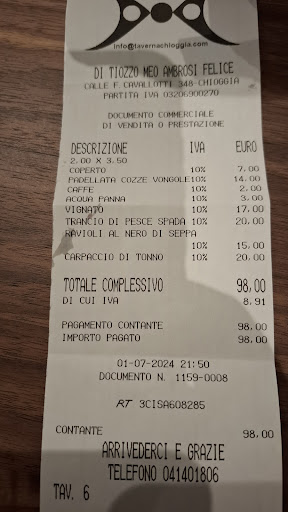 info@tavernachioggia.com
DI TIOZZO MEO AMBROSI FELICE
CALLE F. CAVALLOTTI 348 CHIOGGIA
PARTITA IVA 03206900270
DOCUMENTO COMMERCIALE
DI VENDITA O PRESTAZIONE
DESCRIZIONE IVA EURO
2.00 X 3.50
COPERTO 10% 7.00
PADELLATA COZZE VONGOLE 10% 14.00
CAFFE 10% 2.00
ACQUA PANNA 10% 3.00
VIGNATO 10% 17.00
TRANCIO DI PESCE SPADA 10% 20.00
RAVIOLI AL NERO DI SEPPA
10% 15,00
CARPACCIO DI TONNO 10% 20,00
TOTALE COMPLESSIVO 98,00
DI CUI IVA 8,91
PAGAMENTO CONTANTE 98,00
IMPORTO PAGATO 98,00
01-07-2024 21:50
DOCUMENTO N. 1159-0008
RT 3CISA608285
CONTANTE 98,00
ARRIVEDERCI E GRAZIE
TELEFONO 041401806
TAV. 6